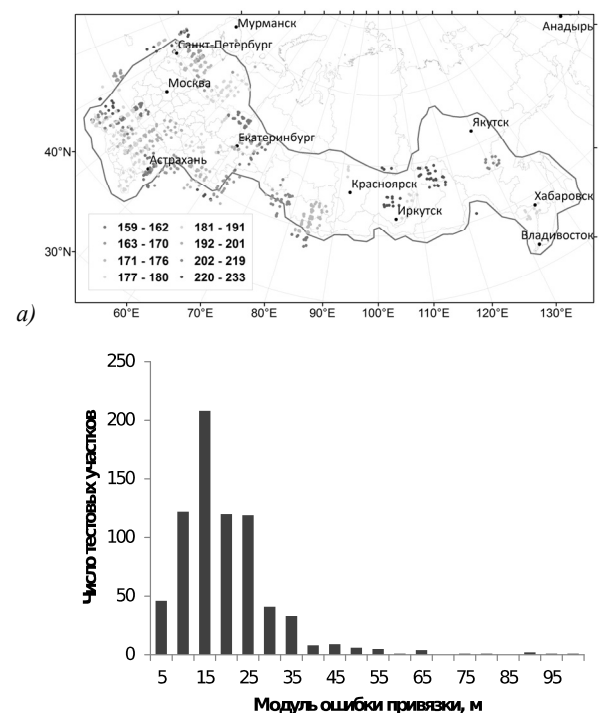 Мурманск
Анадырь
Санкт-Петербург
Москва
Якутск
Екатеринбург
40°N
Астрахань
Красноярск
Хабаровск
Иркутск
159 - 162 181 - 191
163 - 170 192 - 201
Владивосток
30°N
171 - 176 202 - 219
177 - 180 220 - 233
а)
60°E 70°E 80°E 90°E 100°E 110°E 120°E 130°E
250
200
150
100
50
0
Число тестовых участков
5 15 25 35 45 55 65 75 85 95
Модуль ошибки привязки, м